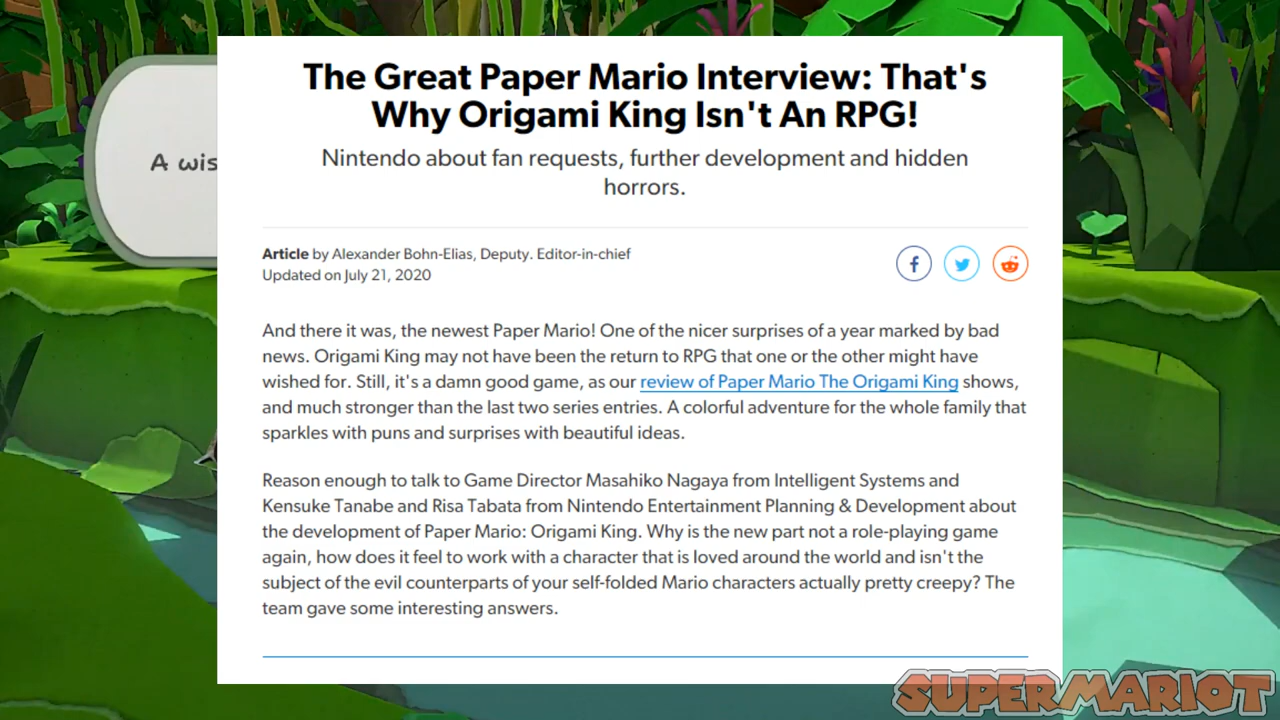 The Great Paper Mario Interview: That's
Why Origami King Isn't An RPG!
Nintendo about fan requests, further development and hidden
horrors.
A wis
Article by Alexander Bohn-Elias, Deputy. Editor-in-chief
Updated on July 21, 2020
And there it was, the newest Paper Mario! One of the nicer surprises of a year marked by bad
news. Origami King may not have been the return to RPG that one or the other might have
wished for. Still, it's a damn good game, as our review of Paper Mario The Origami King shows,
and much stronger than the last two series entries. A colorful adventure for the whole family that
sparkles with puns and surprises with beautiful ideas.
Reason enough to talk to Game Director Masahiko Nagaya from Intelligent Systems and
Kensuke Tanabe and Risa Tabata from Nintendo Entertainment Planning & Development about
the development of Paper Mario: Origami King. Why is the new part not a role-playing game
again, how does it feel to work with a character that is loved around the world and isn't the
subject of the evil counterparts of your self-folded Mario characters actually pretty creepy? The
team gave some interesting answers.
SUPERMARIOT